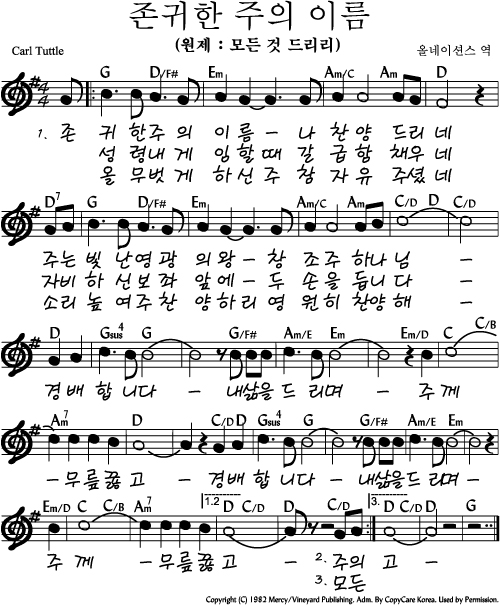 존귀한 주의 이름
(원제 : 모든 것 드리리)
Carl Tuttle
올네이션스 역
G D/F# Em Am/C Am Am D
1. 존 귀 한주 의 이 름- 나 찬양 드리 네
성 령내 게 임할때 갈 급함 채우 네
올 무벗 게 하신 주 참 자 유 주셨 네
D7 G D/F# Em Am Am C/D D C/D
주는 빛 난영 광 의왕- 창 조주 하나 님 -
자비 하 신보 좌 앞에- 두 손을 듭니 다 -
소리 높 여주 찬 양하리 영 원히 찬양 해 -
D Gsus4 G G/F# Am/E Em Em/D C C/B
경배 합 니다 - 내삶을 드 리며 - 주 께
Am7 D C/D D Gsus4 G G/F# Am/E Em
- 무릎 꿇 고 - 경배 합 니다 - 내삶을드 리며 -
Em/D C C/B Am7 1.2 D C/D D 3. D C/D G
주 께 - 무릎 꿇 고 - 2. 주의 고 -
3. 모든
Copyright (C) 1982 Mercy/Vineyard Publishing. Adm. By CopyCare Korea. Used by Permission.